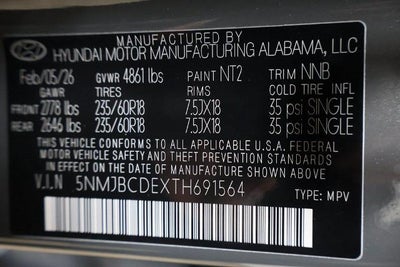 MANUFACTURED BY
HYUNDAI MOTOR MANUFACTURING ALABAMA, LLC
Feb/05/26 GVWR 4861 lbs PAINT NT2 TRIM NNB
GAWR TIRES RIMS COLD TIRE INFL
FRONT 2778 lbs 235/60R18 7.5JX18 35 psi SINGLE
REAR 2646 lbs 235/60R18 7.5JX18 35 psi SINGLE
THIS VEHICLE CONFORMS TO ALL APPLICABLE U.S.A. FEDERAL
MOTOR VEHICLE SAFETY AND THEFT PREVENTION STANDARDS
IN EFFECT ON THE DATE OF MANUFACTURE SHOWN ABOVE
V.I.N 5NMJBCDEXTH691564 TYPE: MPV